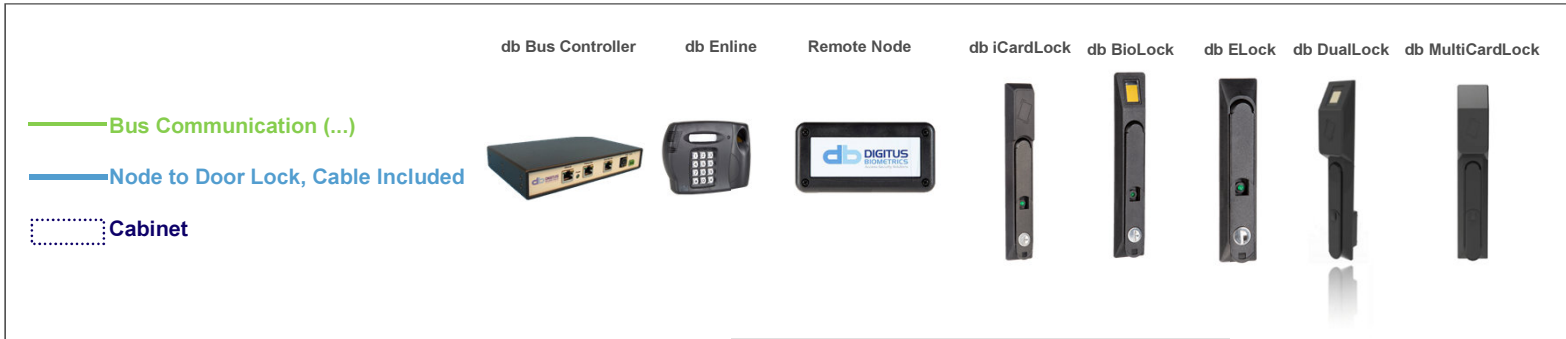 db Bus Controller
db Enline
Remote Node
db iCardLock
db BioLock
db ELock
db DualLock
db MultiCardLock
Bus Communication (...)
Node to Door Lock, Cable Included
Cabinet
db DIGITUS
BIOMETRICS